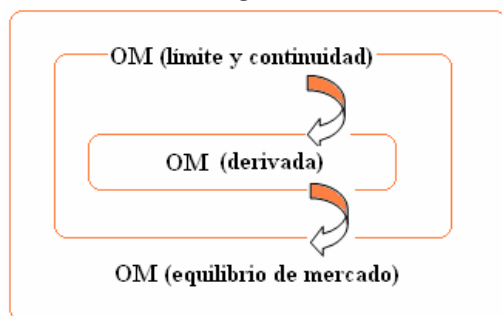 OM (límite y continuidad)
OM (derivada)
OM (equilibrio de mercado)